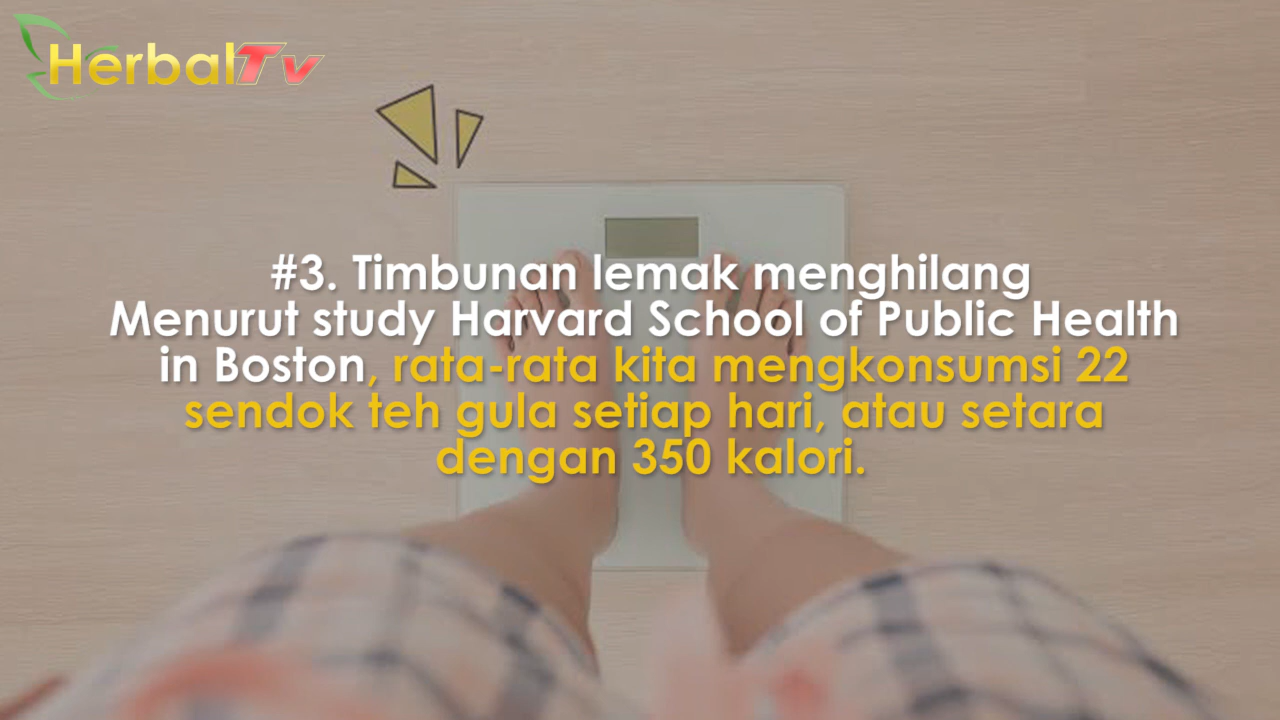 HerbalTv
#3. Timbunan lemak menghilang
Menurut study Harvard School of Public Health
in Boston, rata-rata kita mengkonsumsi 22
sendok teh gula setiap hari, atau setara
dengan 350 kalori.